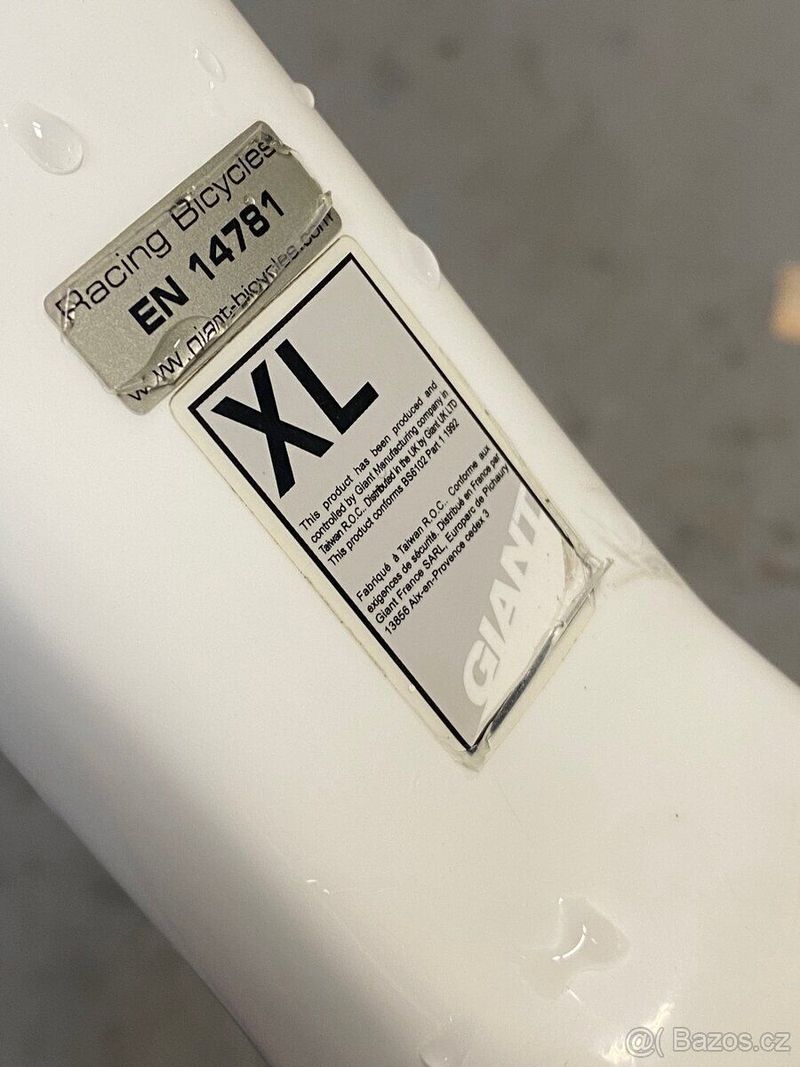 Racing Bicycles
EN 14781
www.giant-bicycles.com
XL
This product has been produced and
controlled by Giant Manufacturing company in
Taiwan R.O.C. Distributed in the UK by Giant UK LTD
This product conforms BS6102 Part 1 1992
Fabriqué à Taiwan R.O.C. Conforme aux
exigences de sécurité. Distribué en France par
Giant France SARL, Europarc de Pichaury
13856 Aix-en-Provence cedex 3
GIANT
@( Bazos.cz